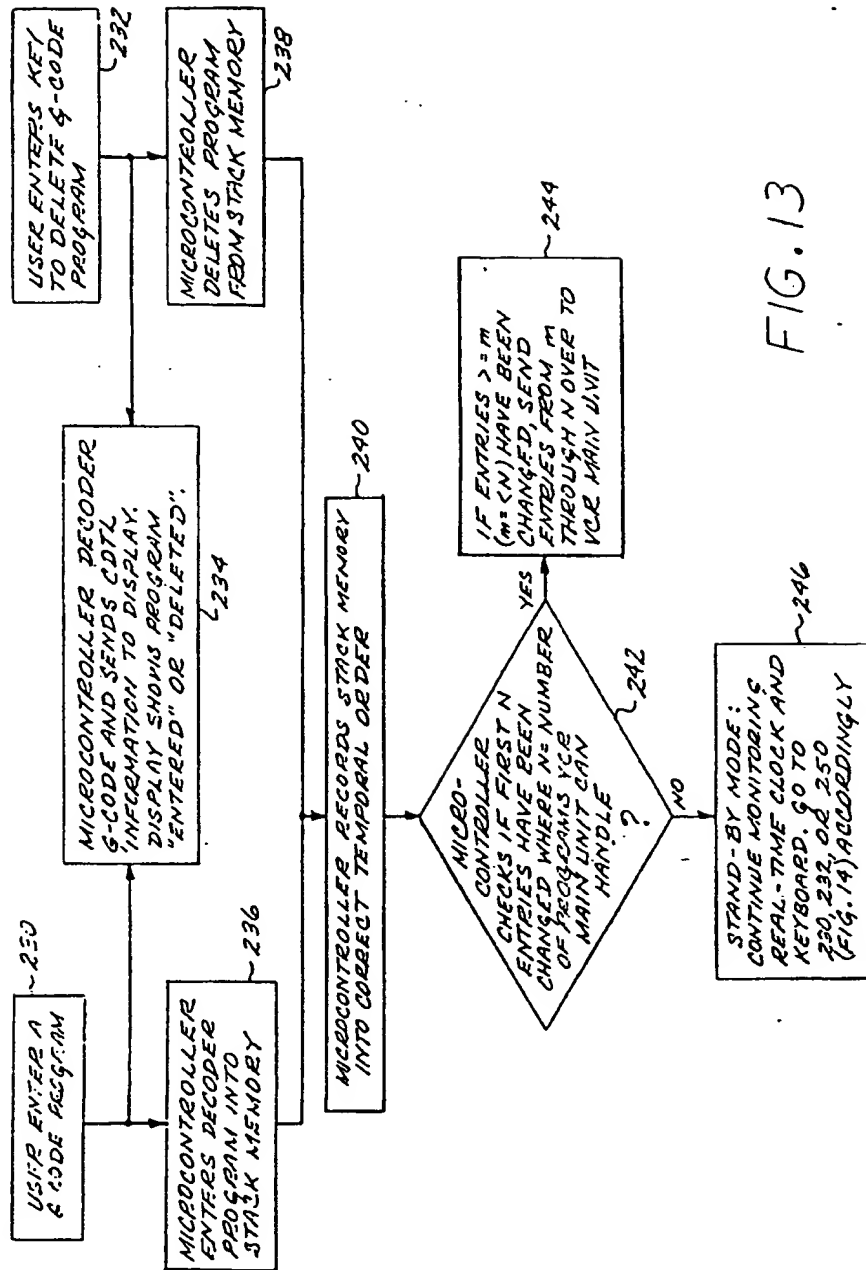 USER ENTER A
G CODE PROGRAM
230
USER ENTERS KEY
TO DELETE G-CODE
PROGRAM
232
MICROCONTROLLER DECODER
G-CODE AND SENDS CDTL
INFORMATION TO DISPLAY.
DISPLAY SHOWS PROGRAM
"ENTERED" OR "DELETED".
234
MICROCONTROLLER
ENTERS DECODER
PROGRAM INTO
STACK MEMORY
236
MICROCONTROLLER
DELETES PROGRAM
FROM STACK MEMORY
238
MICROCONTROLLER RECORDS STACK MEMORY
INTO CORRECT TEMPORAL ORDER
240
MICRO-
CONTROLLER
CHECKS IF FIRST N
ENTRIES HAVE BEEN
CHANGED WHERE N= NUMBER
OF PROGRAMS VCR
MAIN UNIT CAN
HANDLE
?
242
YES
IF ENTRIES >= m
(m=<N) HAVE BEEN
CHANGED, SEND
ENTRIES FROM m
THROUGH N OVER TO
VCR MAIN UNIT
244
NO
STAND-BY MODE:
CONTINUE MONITORING
REAL-TIME CLOCK AND
KEYBOARD. GO TO
230, 232, OR 250
(FIG. 14) ACCORDINGLY
246
FIG. 13